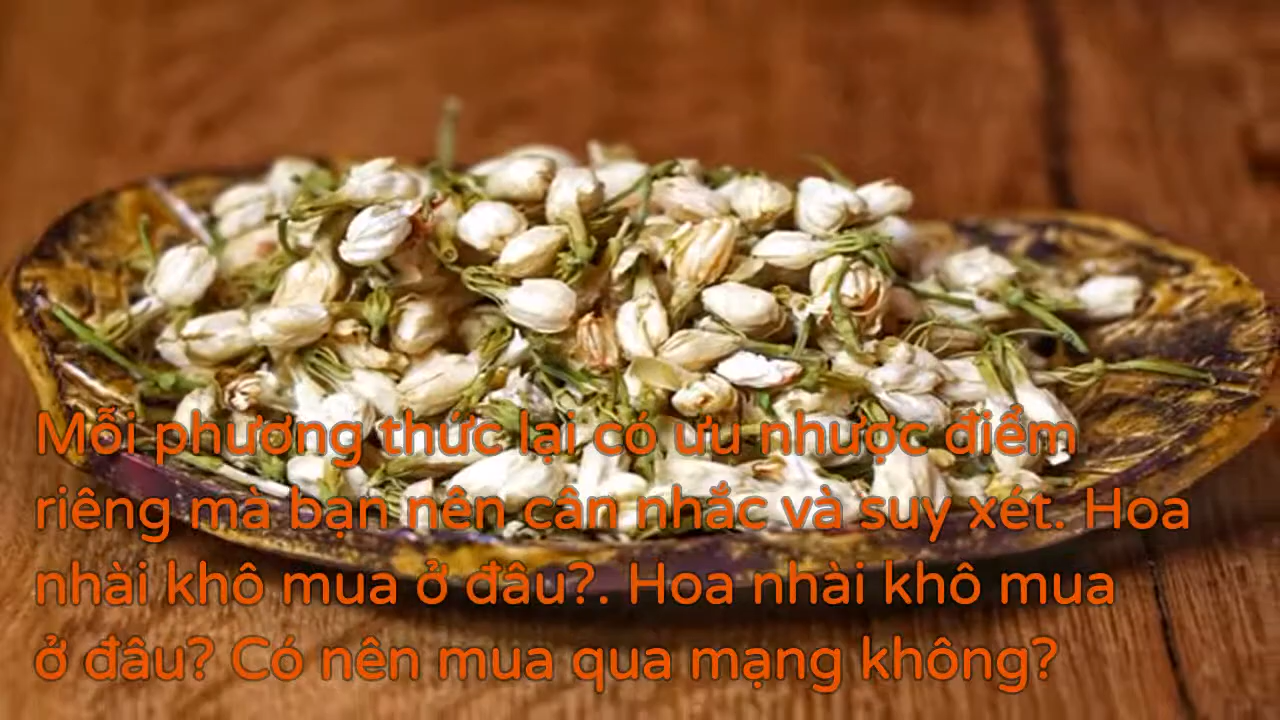 Mỗi phương thức lại có ưu nhược điểm
riêng mà bạn nên cân nhắc và suy xét. Hoa
nhài khô mua ở đâu?. Hoa nhài khô mua
ở đâu? Có nên mua qua mạng không?